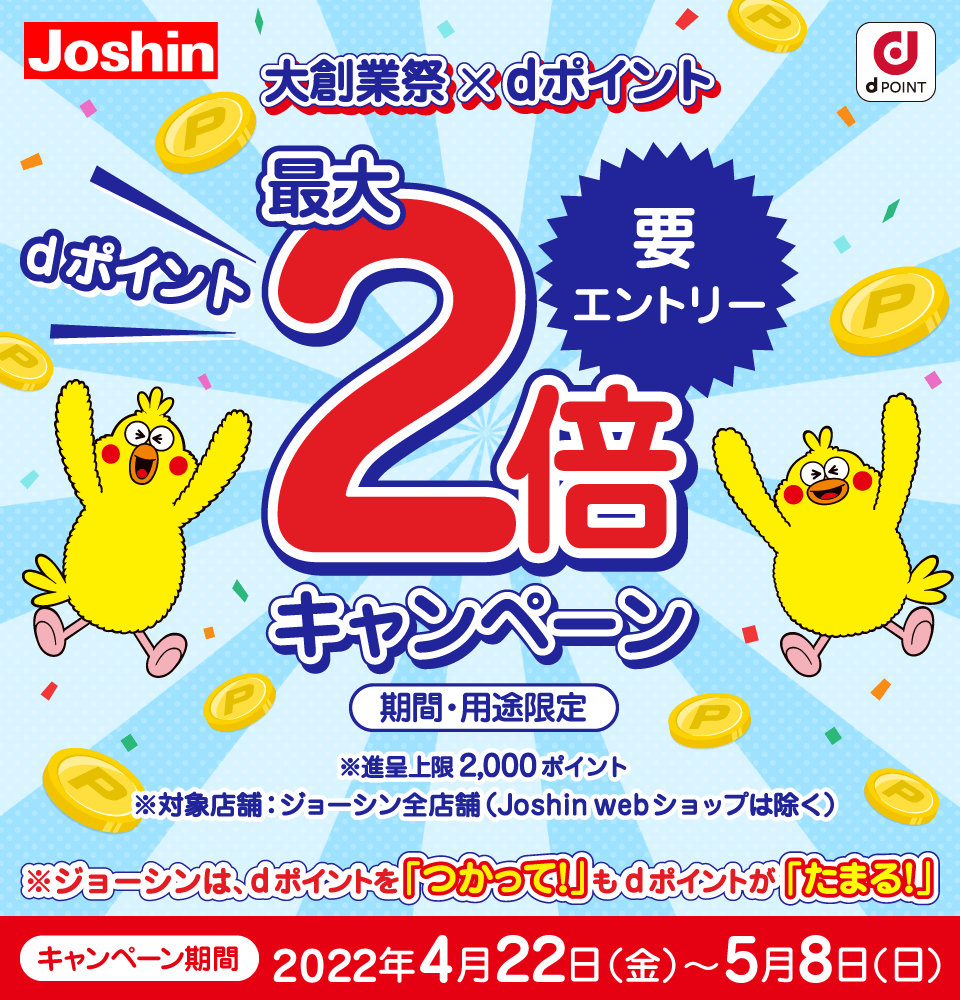 Joshin
d POINT
大創業祭×dポイント
最大
dポイント
2倍
要
エントリー
キャンペーン
期間・用途限定
※進呈上限2,000ポイント
※対象店舗：ジョーシン全店舗（Joshin webショップは除く）
※ジョーシンは、dポイントを「つかって!」もdポイントが「たまる!」
キャンペーン期間 2022年4月22日（金）～5月8日（日）
P
P
P
P
P
P
P
P